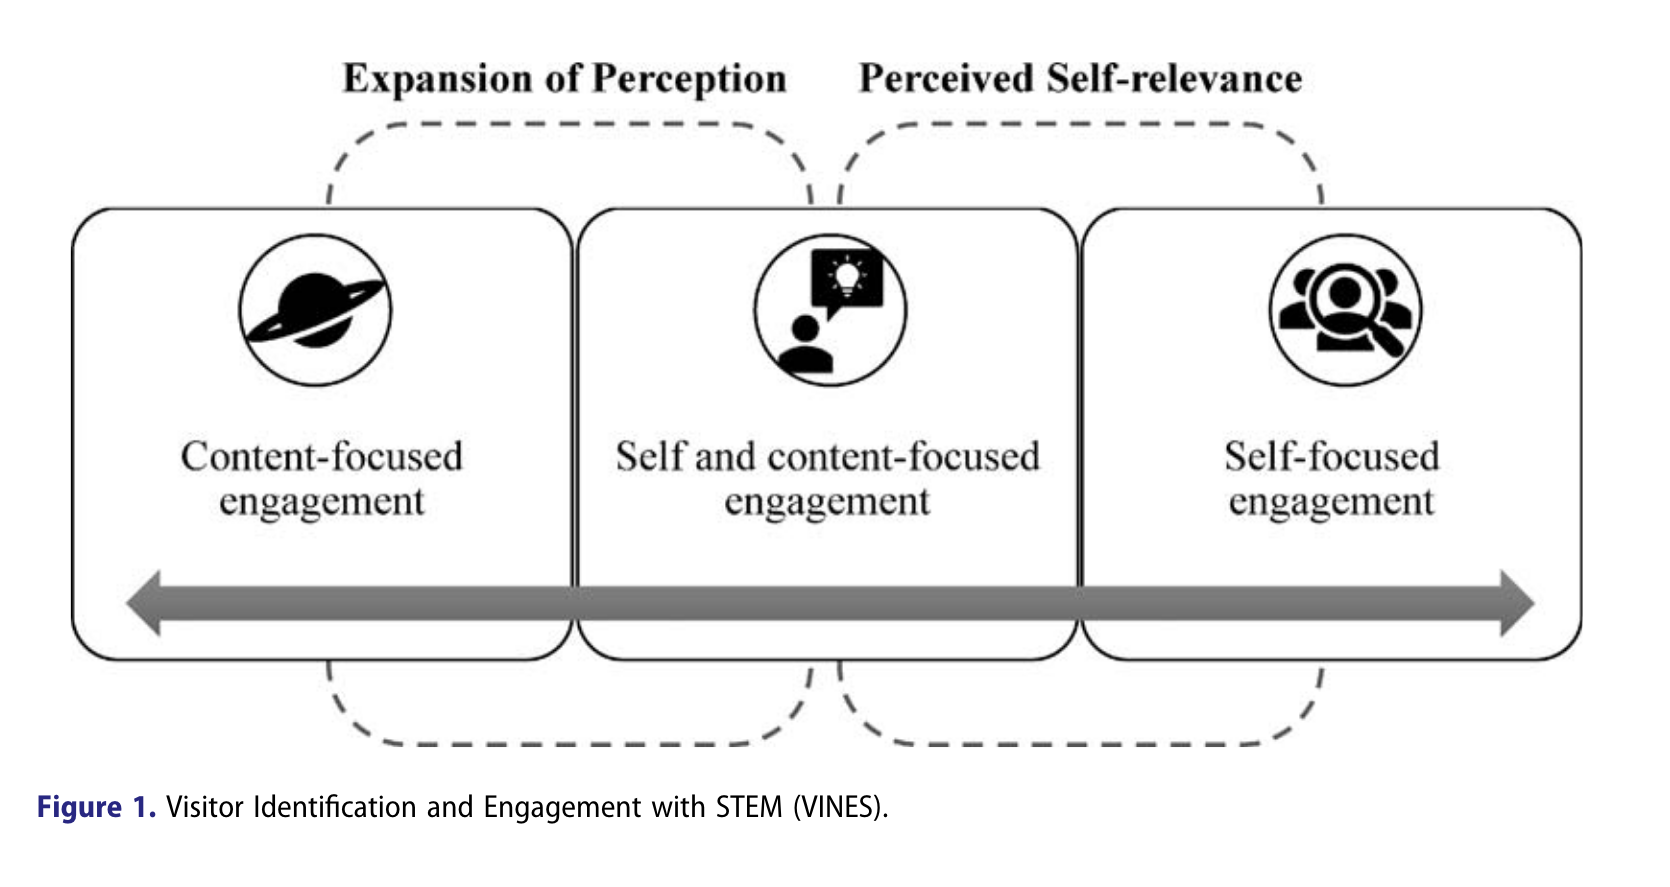 Expansion of Perception
Perceived Self-relevance
Content-focused
engagement
Self and content-focused
engagement
Self-focused
engagement
Figure 1. Visitor Identification and Engagement with STEM (VINES).